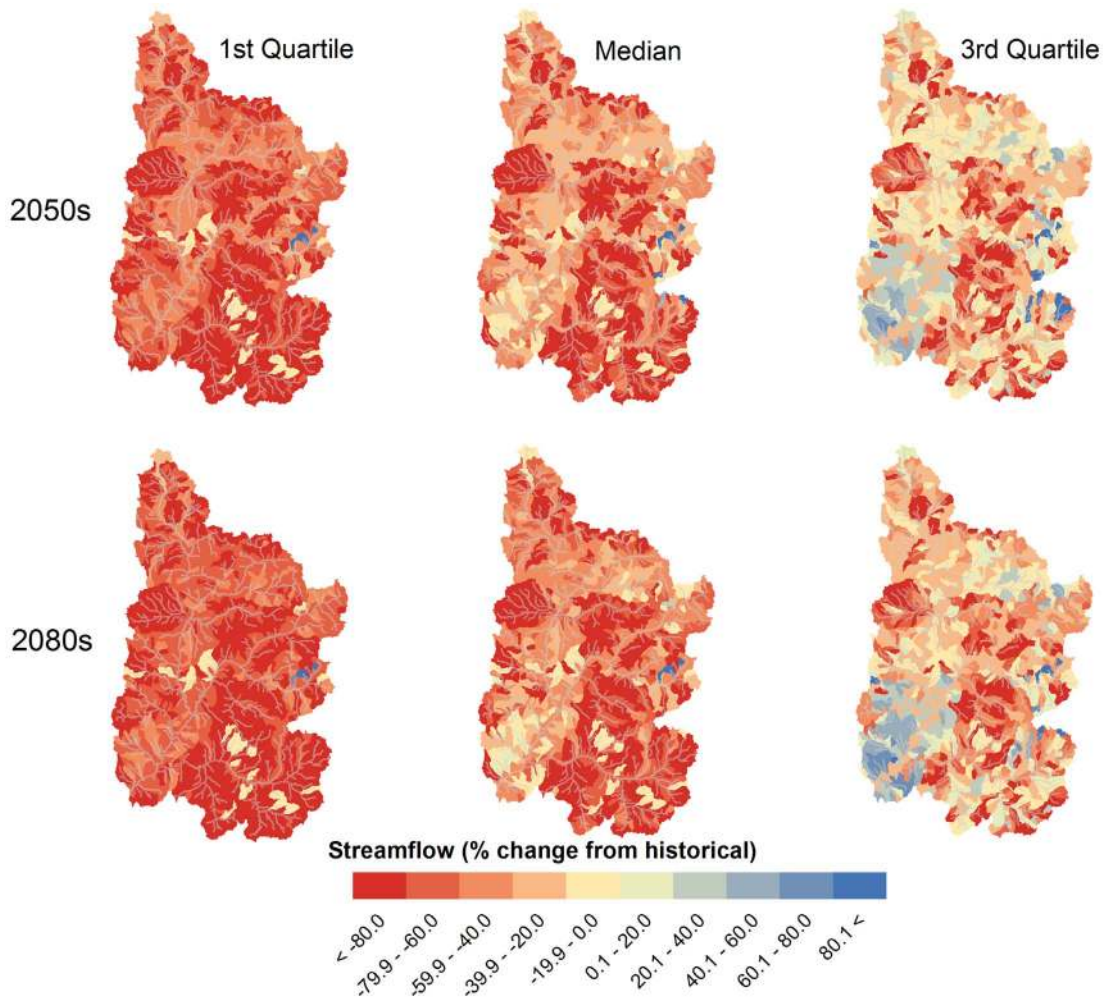 1st Quartile
Median
3rd Quartile
2050s
2080s
Streamflow (% change from historical)
< -80.0
-79.9 - -60.0
-59.9 - -40.0
-39.9 - -20.0
-19.9 - 0.0
0.1 - 20.0
20.1 - 40.0
40.1 - 60.0
60.1 - 80.0
80.1 <